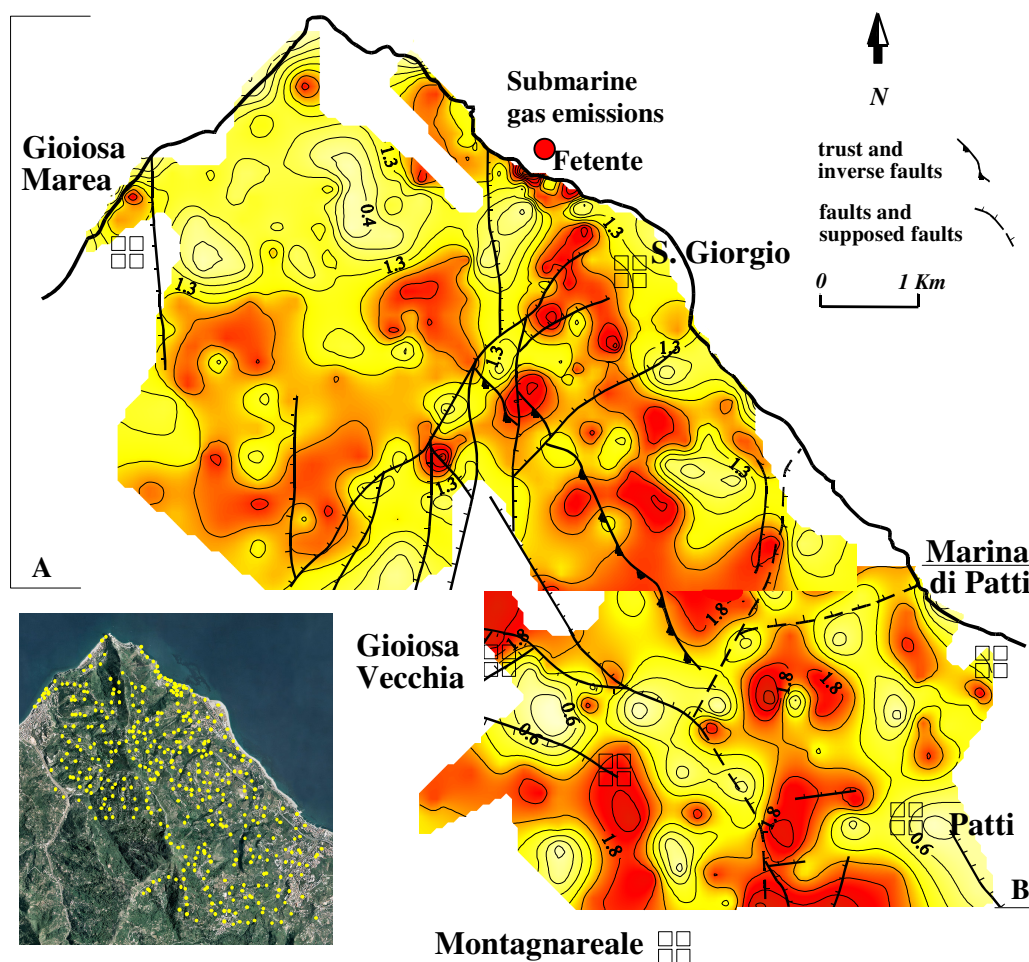 Submarine
gas emissions
Fetente
N
Gioiosa
Marea
trust and
inverse faults
faults and
supposed faults
0 1 Km
S. Giorgio
1.3
0.4
1.3
1.3
1.3
1.3
1.3
1.3
A
Marina
di Patti
1.8
Gioiosa
Vecchia
1.8
0.6
0.6
1.8
1.8
1.8
1.8
0.6
Patti
B
Montagnareale